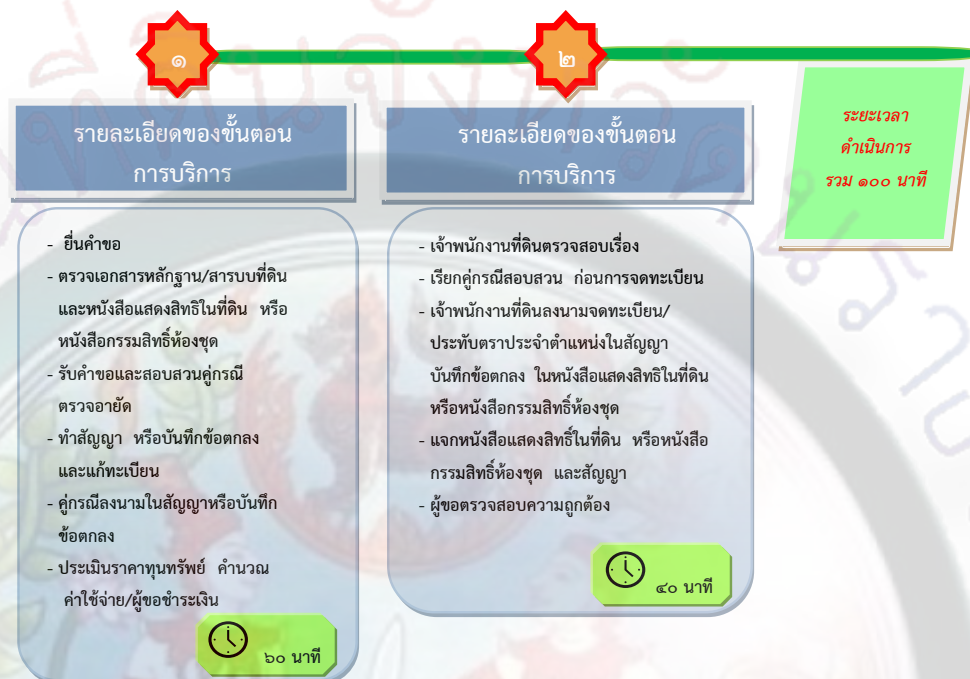 ๑
รายละเอียดของขั้นตอน
การบริการ
- ยื่นคำขอ
- ตรวจเอกสารหลักฐาน/สารบบที่ดิน
และหนังสือแสดงสิทธิในที่ดิน หรือ
หนังสือกรรมสิทธิ์ห้องชุด
- รับคำขอและสอบสวนคู่กรณี
ตรวจอายัด
- ทำสัญญา หรือบันทึกข้อตกลง
และแก้ทะเบียน
- คู่กรณีลงนามในสัญญาหรือบันทึก
ข้อตกลง
- ประเมินราคาทุนทรัพย์ คำนวณ
ค่าใช้จ่าย/ผู้ขอชำระเงิน
๖๐ นาที
๒
รายละเอียดของขั้นตอน
การบริการ
- เจ้าพนักงานที่ดินตรวจสอบเรื่อง
- เรียกคู่กรณีสอบสวน ก่อนการจดทะเบียน
- เจ้าพนักงานที่ดินลงนามจดทะเบียน/
ประทับตราประจำตำแหน่งในสัญญา
บันทึกข้อตกลง ในหนังสือแสดงสิทธิในที่ดิน
หรือหนังสือกรรมสิทธิ์ห้องชุด
- แจกหนังสือแสดงสิทธิ์ในที่ดิน หรือหนังสือ
กรรมสิทธิ์ห้องชุด และสัญญา
- ผู้ขอตรวจสอบความถูกต้อง
๔๐ นาที
ระยะเวลา
ดำเนินการ
รวม ๑๐๐ นาที